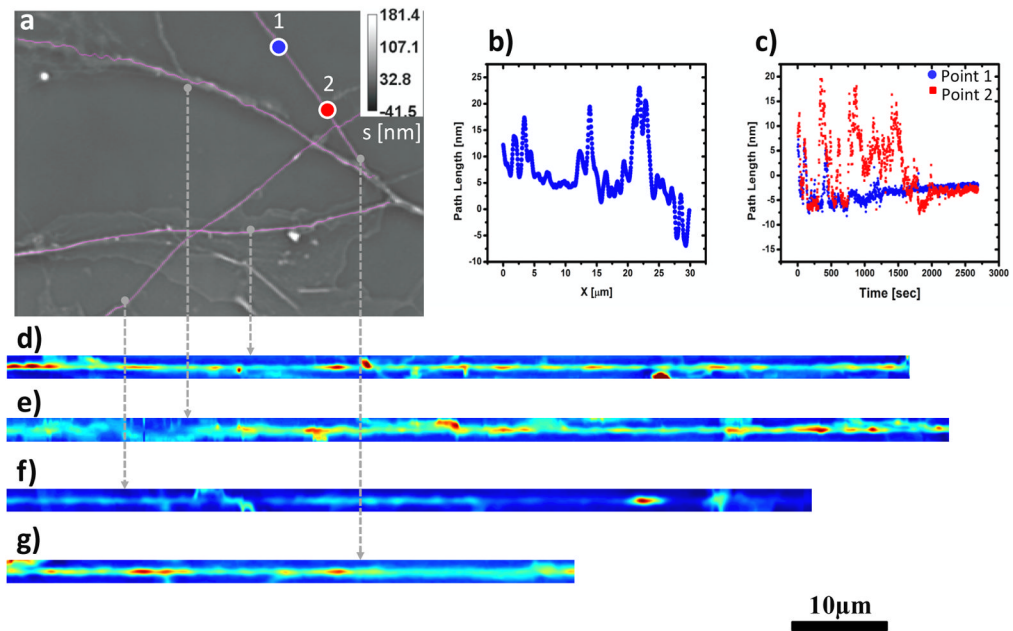 a
1
2
181.4
107.1
32.8
-41.5
s [nm]
b)
25
20
15
10
5
0
-5
-10
0 5 10 15 20 25 30
Path Length [nm]
X [μm]
c)
Point 1
Point 2
20
15
10
5
0
-5
-10
-15
0 500 1000 1500 2000 2500 3000
Path Length [nm]
Time [sec]
d)
e)
f)
g)
10μm